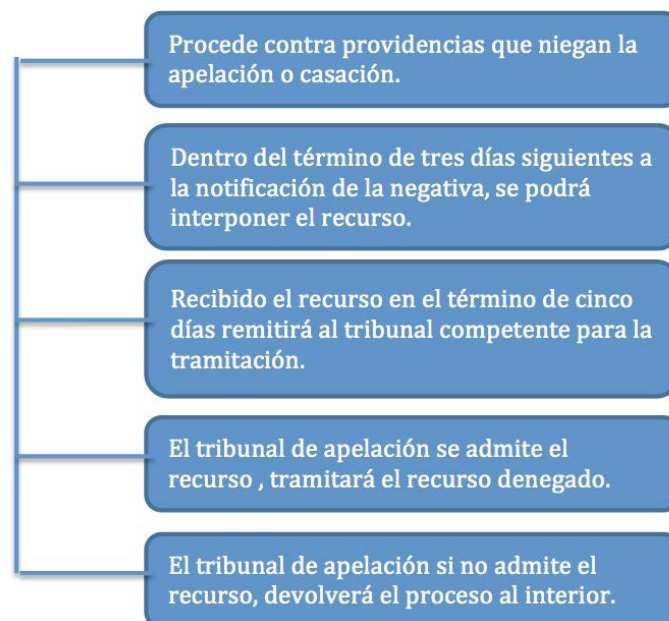 Procede contra providencias que niegan la
apelación o casación.
Dentro del término de tres días siguientes a
la notificación de la negativa, se podrá
interponer el recurso.
Recibido el recurso en el término de cinco
días remitirá al tribunal competente para la
tramitación.
El tribunal de apelación se admite el
recurso , tramitará el recurso denegado.
El tribunal de apelación si no admite el
recurso, devolverá el proceso al interior.